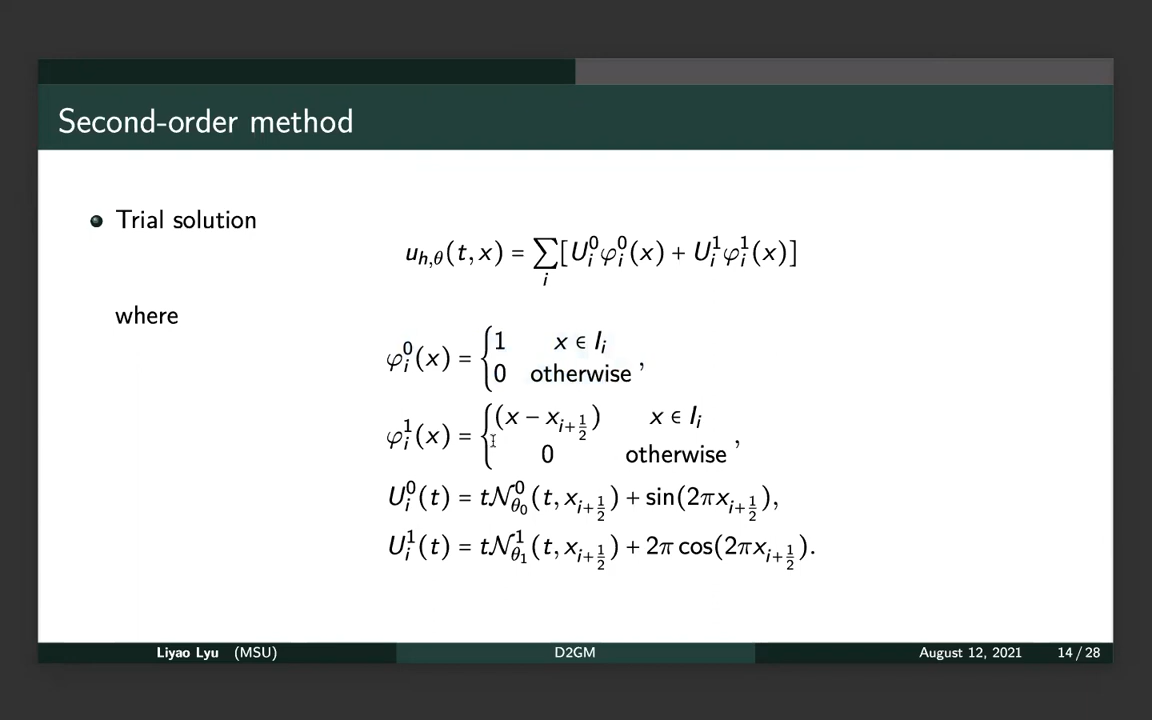 Second-order method
Trial solution
u_{h,θ}(t, x) = ∑_i [U_i^0 φ_i^0(x) + U_i^1 φ_i^1(x)]
where
φ_i^0(x) = { 1 x ∈ I_i
0 otherwise ,
φ_i^1(x) = { (x − x_{i+1/2}) x ∈ I_i
0 otherwise ,
U_i^0(t) = t𝒩_{θ_0}^0(t, x_{i+1/2}) + sin(2πx_{i+1/2}),
U_i^1(t) = t𝒩_{θ_1}^1(t, x_{i+1/2}) + 2π cos(2πx_{i+1/2}).
Liyao Lyu (MSU) D2GM August 12, 2021 14 / 28